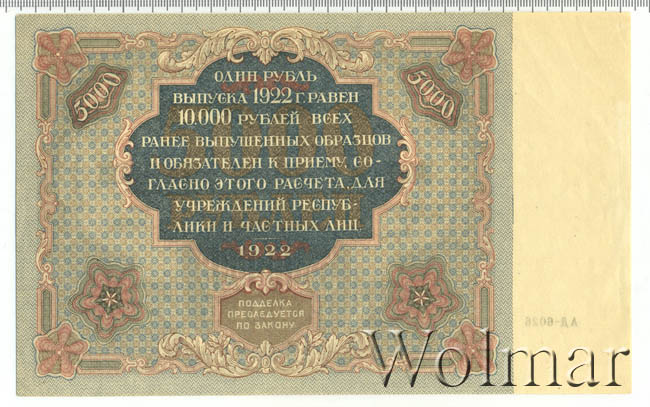 5000
5000
ОДИН РУБЛЬ
ВЫПУСКА 1922 Г. РАВЕН
10.000 РУБЛЕЙ ВСЕХ
РАНЕЕ ВЫПУЩЕННЫХ ОБРАЗЦОВ
И ОБЯЗАТЕЛЕН К ПРИЕМУ, СО-
ГЛАСНО ЭТОГО РАСЧЕТА, ДЛЯ
УЧРЕЖДЕНИЙ РЕСПУБ-
ЛИКИ И ЧАСТНЫХ ЛИЦ.
1922
ПОДДЕЛКА
ПРЕСЛЕДУЕТСЯ
ПО ЗАКОНУ.
АД-6026
Wolmar